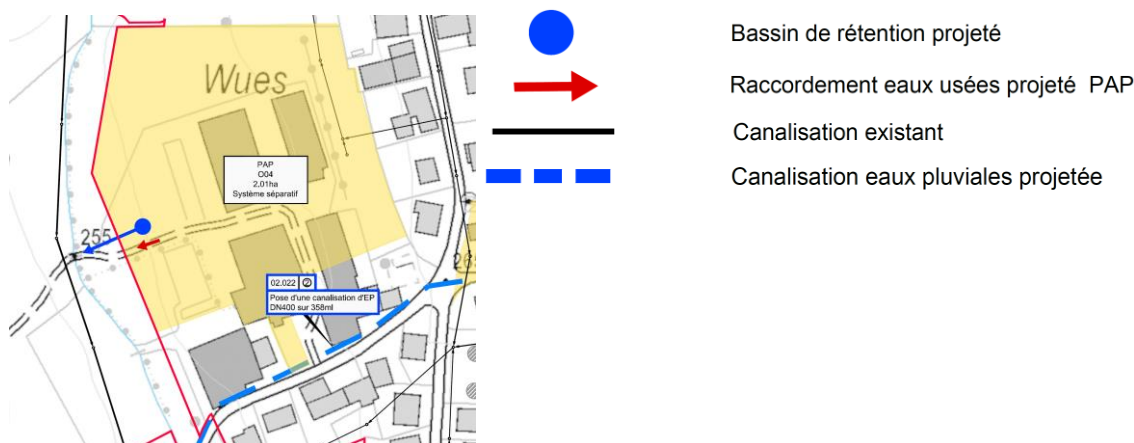 Wues
PAP
O04
2,01ha
Système séparatif
255
02.022 ②
Pose d'une canalisation d'EP
DN400 sur 358ml
Bassin de rétention projeté
Raccordement eaux usées projeté PAP
Canalisation existant
Canalisation eaux pluviales projetée